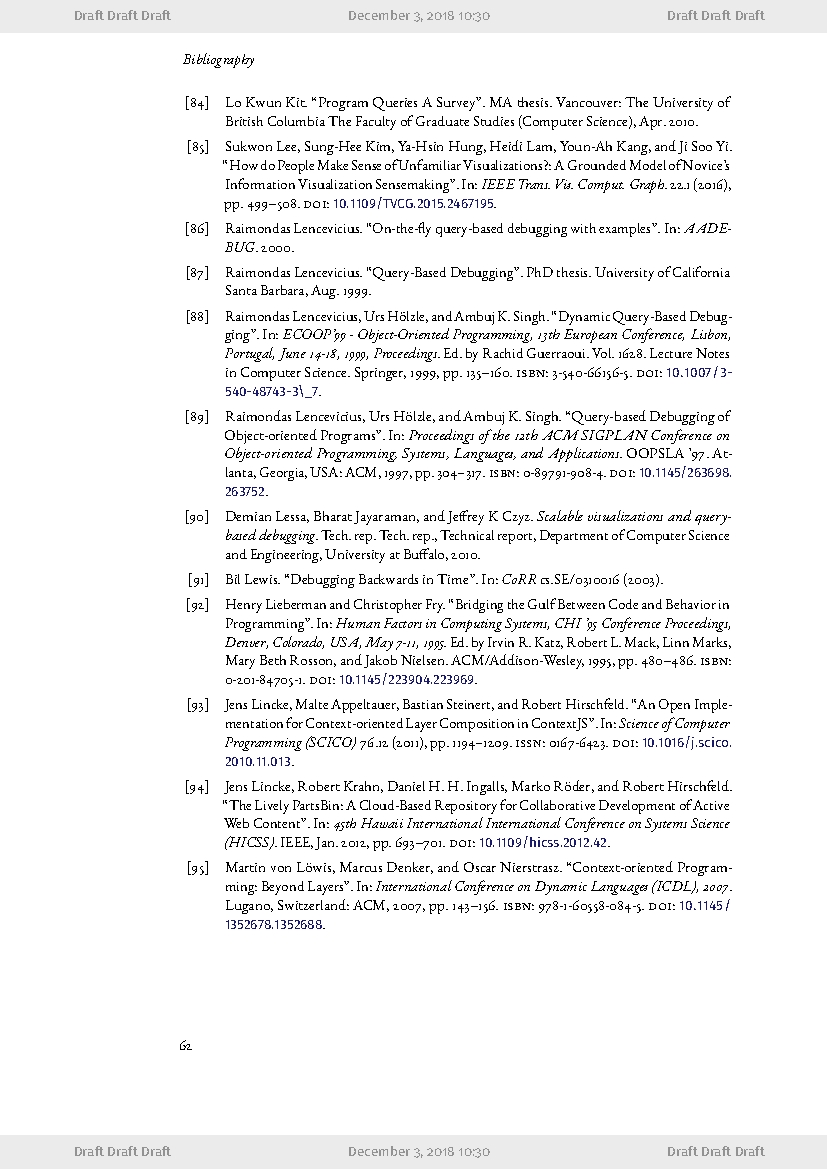 Draft Draft Draft December 3, 2018 10:30 Draft Draft Draft
Bibliography
[84] Lo Kwun Kit. “Program Queries A Survey”. MA thesis. Vancouver: The University of
British Columbia The Faculty of Graduate Studies (Computer Science), Apr. 2010.
[85] Sukwon Lee, Sung-Hee Kim, Ya-Hsin Hung, Heidi Lam, Youn-Ah Kang, and Ji Soo Yi.
“How do People Make Sense of Unfamiliar Visualizations?: A Grounded Model of Novice’s
Information Visualization Sensemaking”. In: IEEE Trans. Vis. Comput. Graph. 22.1 (2016),
pp. 499–508. DOI: 10.1109/TVCG.2015.2467195.
[86] Raimondas Lencevicius. “On-the-fly query-based debugging with examples”. In: AADE-
BUG. 2000.
[87] Raimondas Lencevicius. “Query-Based Debugging”. PhD thesis. University of California
Santa Barbara, Aug. 1999.
[88] Raimondas Lencevicius, Urs Hölzle, and Ambuj K. Singh. “Dynamic Query-Based Debug-
ging”. In: ECOOP’99 - Object-Oriented Programming, 13th European Conference, Lisbon,
Portugal, June 14-18, 1999, Proceedings. Ed. by Rachid Guerraoui. Vol. 1628. Lecture Notes
in Computer Science. Springer, 1999, pp. 135–160. ISBN: 3-540-66156-5. DOI: 10.1007/3-
540-48743-3\_7.
[89] Raimondas Lencevicius, Urs Hölzle, and Ambuj K. Singh. “Query-based Debugging of
Object-oriented Programs”. In: Proceedings of the 12th ACM SIGPLAN Conference on
Object-oriented Programming, Systems, Languages, and Applications. OOPSLA ’97. At-
lanta, Georgia, USA: ACM, 1997, pp. 304–317. ISBN: 0-89791-908-4. DOI: 10.1145/263698.
263752.
[90] Demian Lessa, Bharat Jayaraman, and Jeffrey K Czyz. Scalable visualizations and query-
based debugging. Tech. rep. Tech. rep., Technical report, Department of Computer Science
and Engineering, University at Buffalo, 2010.
[91] Bil Lewis. “Debugging Backwards in Time”. In: CoRR cs.SE/0310016 (2003).
[92] Henry Lieberman and Christopher Fry. “Bridging the Gulf Between Code and Behavior in
Programming”. In: Human Factors in Computing Systems, CHI ’95 Conference Proceedings,
Denver, Colorado, USA, May 7-11, 1995. Ed. by Irvin R. Katz, Robert L. Mack, Linn Marks,
Mary Beth Rosson, and Jakob Nielsen. ACM/Addison-Wesley, 1995, pp. 480–486. ISBN:
0-201-84705-1. DOI: 10.1145/223904.223969.
[93] Jens Lincke, Malte Appeltauer, Bastian Steinert, and Robert Hirschfeld. “An Open Imple-
mentation for Context-oriented Layer Composition in ContextJS”. In: Science of Computer
Programming (SCICO) 76.12 (2011), pp. 1194–1209. ISSN: 0167-6423. DOI: 10.1016/j.scico.
2010.11.013.
[94] Jens Lincke, Robert Krahn, Daniel H. H. Ingalls, Marko Röder, and Robert Hirschfeld.
“The Lively PartsBin: A Cloud-Based Repository for Collaborative Development of Active
Web Content”. In: 45th Hawaii International International Conference on Systems Science
(HICSS). IEEE, Jan. 2012, pp. 693–701. DOI: 10.1109/hicss.2012.42.
[95] Martin von Löwis, Marcus Denker, and Oscar Nierstrasz. “Context-oriented Program-
ming: Beyond Layers”. In: International Conference on Dynamic Languages (ICDL), 2007.
Lugano, Switzerland: ACM, 2007, pp. 143–156. ISBN: 978-1-60558-084-5. DOI: 10.1145/
1352678.1352688.
62
Draft Draft Draft December 3, 2018 10:30 Draft Draft Draft